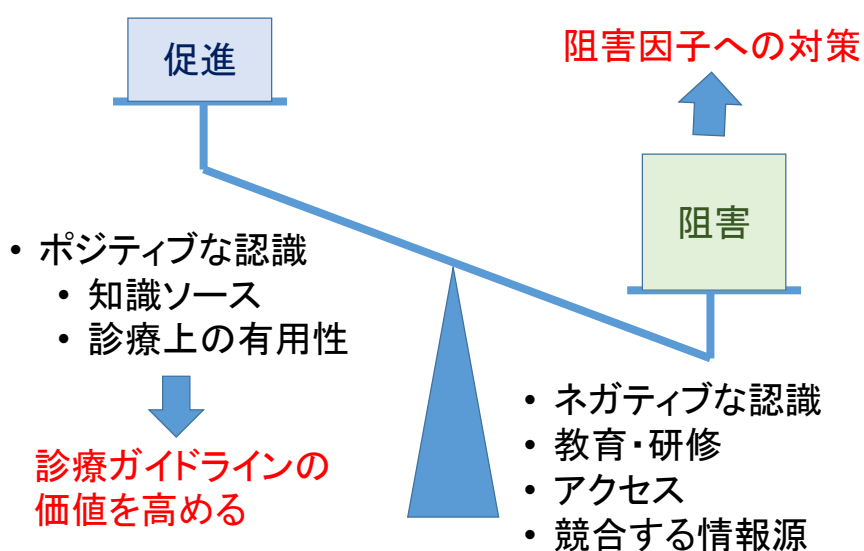 促進
阻害因子への対策
阻害
• ポジティブな認識
• 知識ソース
• 診療上の有用性
診療ガイドラインの
価値を高める
• ネガティブな認識
• 教育・研修
• アクセス
• 競合する情報源